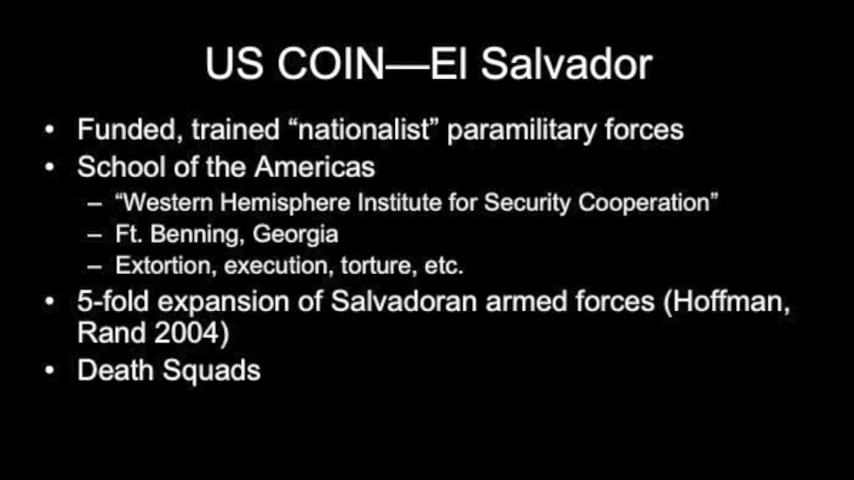 US COIN—El Salvador
• Funded, trained “nationalist” paramilitary forces
• School of the Americas
– “Western Hemisphere Institute for Security Cooperation”
– Ft. Benning, Georgia
– Extortion, execution, torture, etc.
• 5-fold expansion of Salvadoran armed forces (Hoffman,
Rand 2004)
• Death Squads